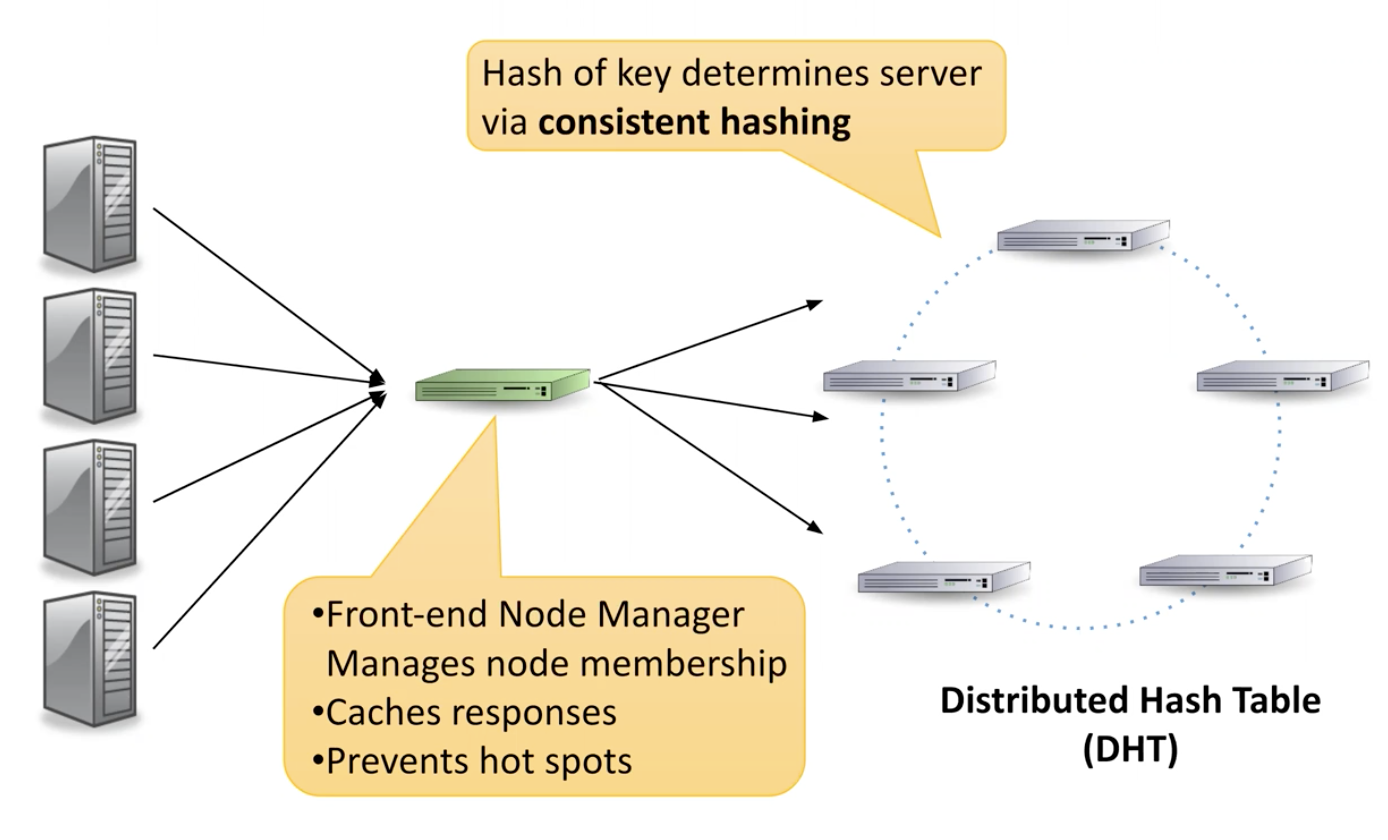 Hash of key determines server
via consistent hashing
•Front-end Node Manager
Manages node membership
•Caches responses
•Prevents hot spots
Distributed Hash Table
(DHT)